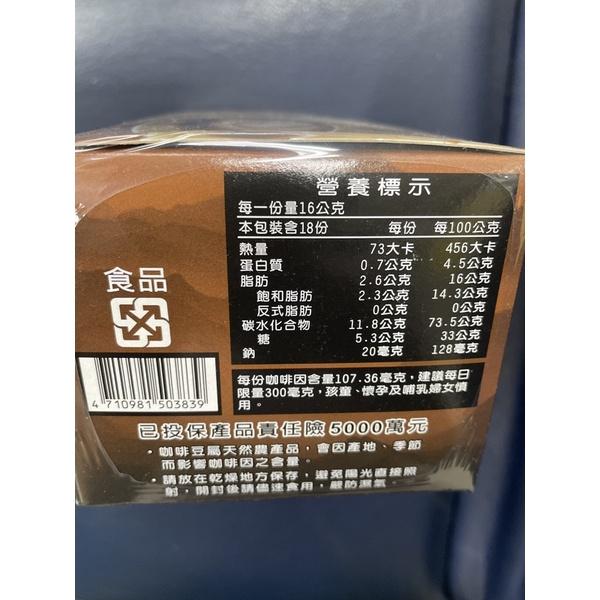 營養標示
每一份量16公克
本包裝含18份 每份 每100公克
熱量 73大卡 456大卡
蛋白質 0.7公克 4.5公克
脂肪 2.6公克 16公克
飽和脂肪 2.3公克 14.3公克
反式脂肪 0公克 0公克
碳水化合物 11.8公克 73.5公克
糖 5.3公克 33公克
鈉 20毫克 128毫克
每份咖啡因含量107.36毫克，建議每日
限量300毫克，孩童、懷孕及哺乳婦女慎
用。
食品
4 710981 503839
已投保產品責任險5000萬元
・咖啡豆屬天然農產品，會因產地、季節
而影響咖啡因之含量。
・請放在乾燥地方保存，避免陽光直接照
射，開封後請儘速食用，嚴防濕氣。